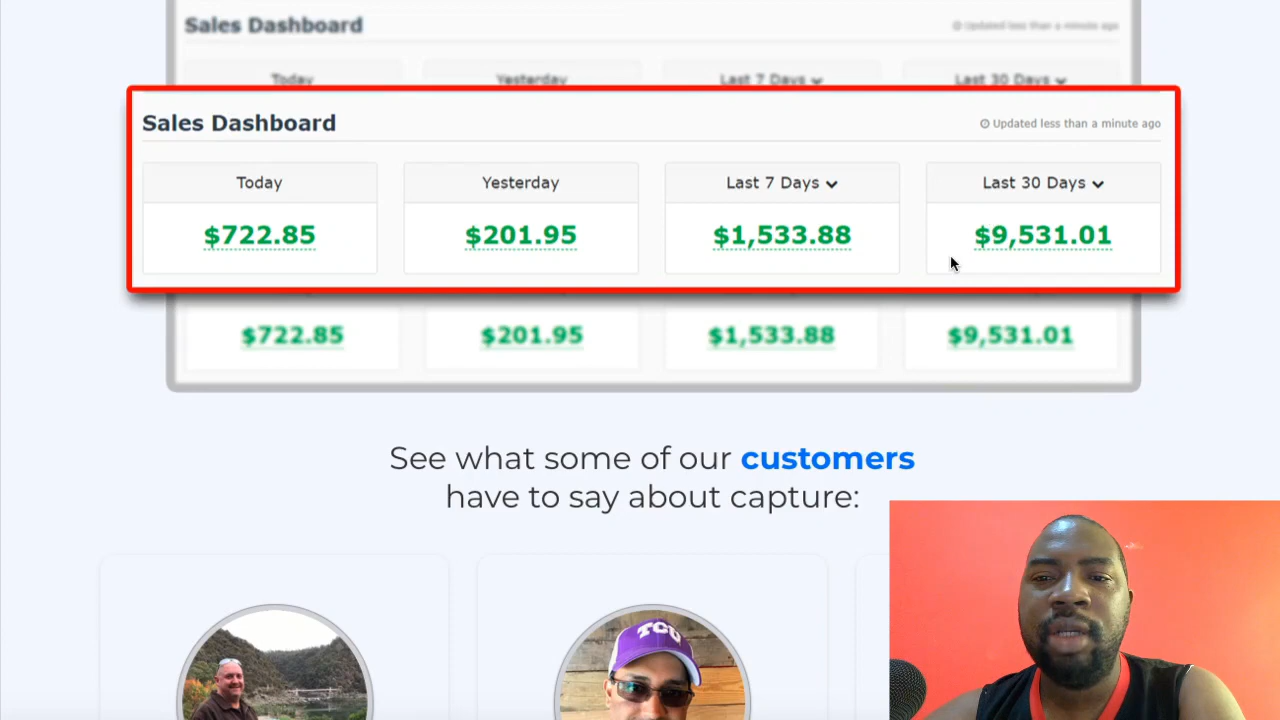 Sales Dashboard
Updated less than a minute ago
Today
Yesterday
Last 7 Days
Last 30 Days
Sales Dashboard
Updated less than a minute ago
Today
Yesterday
Last 7 Days
Last 30 Days
$722.85
$201.95
$1,533.88
$9,531.01
$722.85
$201.95
$1,533.88
$9,531.01
See what some of our customers
have to say about capture:
TCU